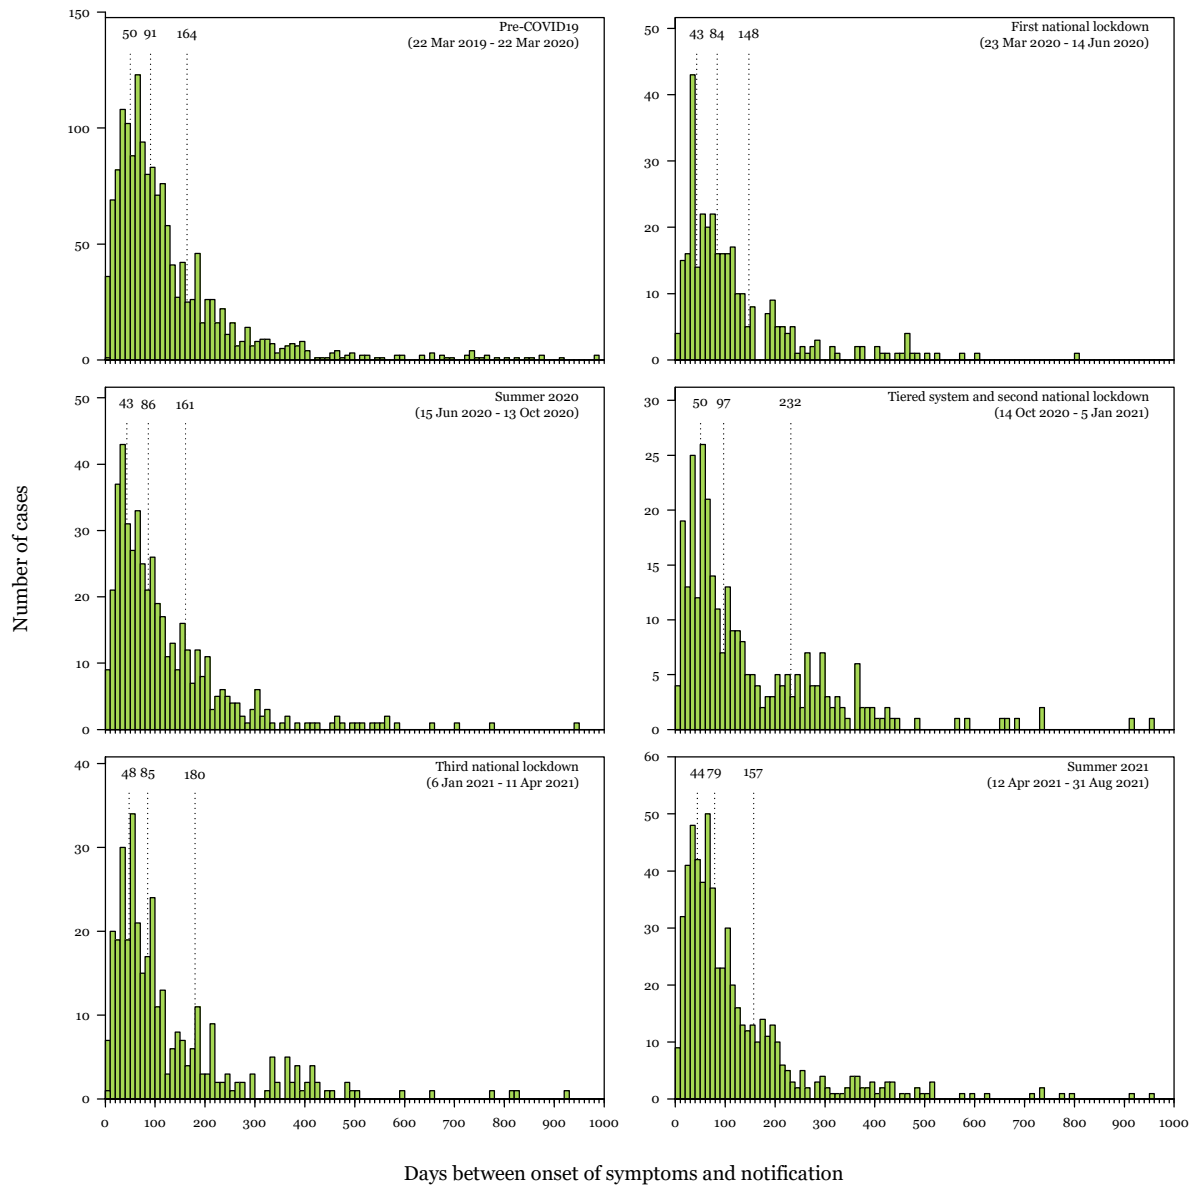 Number of cases
150
100
50
0
50 91 164
Pre-COVID19
(22 Mar 2019 - 22 Mar 2020)
50
40
30
20
10
0
43 84 148
First national lockdown
(23 Mar 2020 - 14 Jun 2020)
50
40
30
20
10
0
43 86 161
Summer 2020
(15 Jun 2020 - 13 Oct 2020)
30
25
20
15
10
5
0
50 97 232
Tiered system and second national lockdown
(14 Oct 2020 - 5 Jan 2021)
40
30
20
10
0
48 85 180
Third national lockdown
(6 Jan 2021 - 11 Apr 2021)
0 100 200 300 400 500 600 700 800 900 1000
60
50
40
30
20
10
0
44 79 157
Summer 2021
(12 Apr 2021 - 31 Aug 2021)
0 100 200 300 400 500 600 700 800 900 1000
Days between onset of symptoms and notification